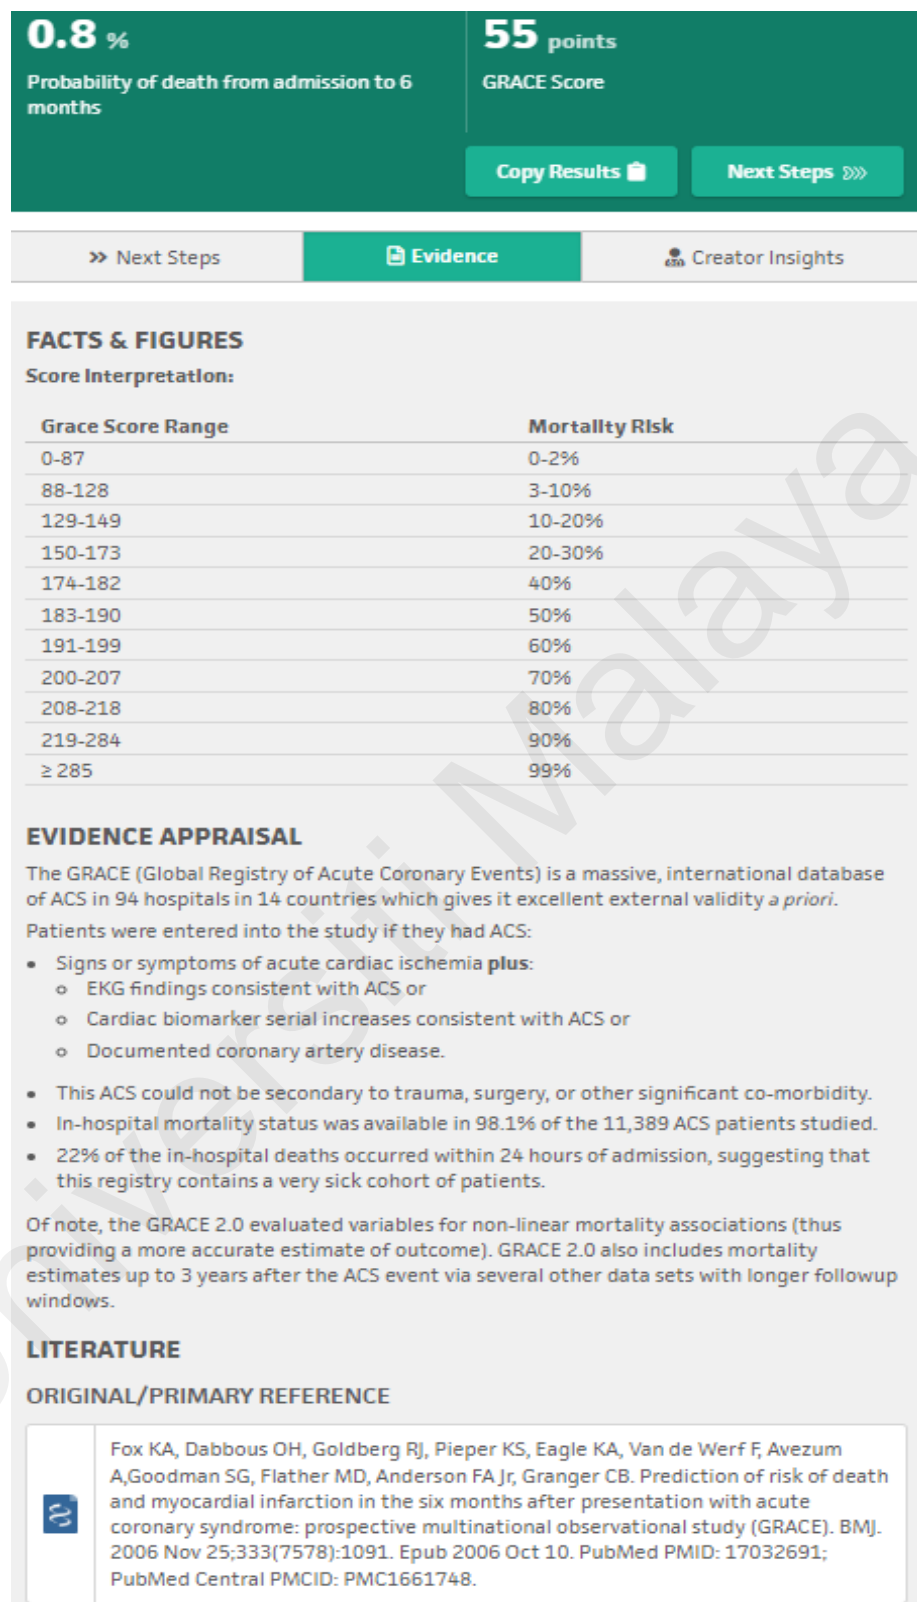 0.8 %
55 points
Probability of death from admission to 6
months
GRACE Score
Copy Results
Next Steps
Next Steps
Evidence
Creator Insights
FACTS & FIGURES
Score Interpretation:
Grace Score Range Mortality Risk
0-87 0-2%
88-128 3-10%
129-149 10-20%
150-173 20-30%
174-182 40%
183-190 50%
191-199 60%
200-207 70%
208-218 80%
219-284 90%
≥ 285 99%
EVIDENCE APPRAISAL
The GRACE (Global Registry of Acute Coronary Events) is a massive, international database
of ACS in 94 hospitals in 14 countries which gives it excellent external validity a priori.
Patients were entered into the study if they had ACS:
• Signs or symptoms of acute cardiac ischemia plus:
o EKG findings consistent with ACS or
o Cardiac biomarker serial increases consistent with ACS or
o Documented coronary artery disease.
• This ACS could not be secondary to trauma, surgery, or other significant co-morbidity.
• In-hospital mortality status was available in 98.1% of the 11,389 ACS patients studied.
• 22% of the in-hospital deaths occurred within 24 hours of admission, suggesting that
this registry contains a very sick cohort of patients.
Of note, the GRACE 2.0 evaluated variables for non-linear mortality associations (thus
providing a more accurate estimate of outcome). GRACE 2.0 also includes mortality
estimates up to 3 years after the ACS event via several other data sets with longer followup
windows.
LITERATURE
ORIGINAL/PRIMARY REFERENCE
Fox KA, Dabbous OH, Goldberg RJ, Pieper KS, Eagle KA, Van de Werf F, Avezum
A,Goodman SG, Flather MD, Anderson FA Jr, Granger CB. Prediction of risk of death
and myocardial infarction in the six months after presentation with acute
coronary syndrome: prospective multinational observational study (GRACE). BMJ.
2006 Nov 25;333(7578):1091. Epub 2006 Oct 10. PubMed PMID: 17032691;
PubMed Central PMCID: PMC1661748.
niversiti Malaya